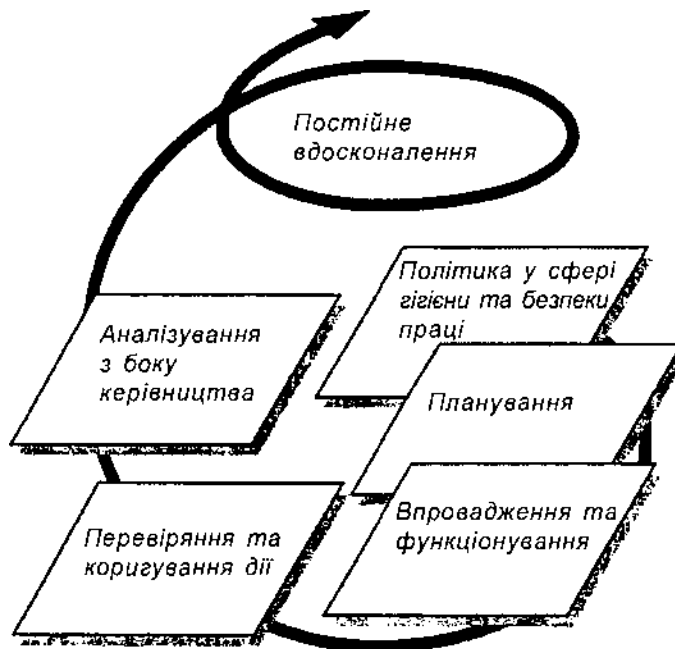 Постійне
вдосконалення
Політика у сфері
гігієни та безпеки
праці
Аналізування
з боку
керівництва
Планування
Впровадження та
функціонування
Перевіряння та
коригування дії